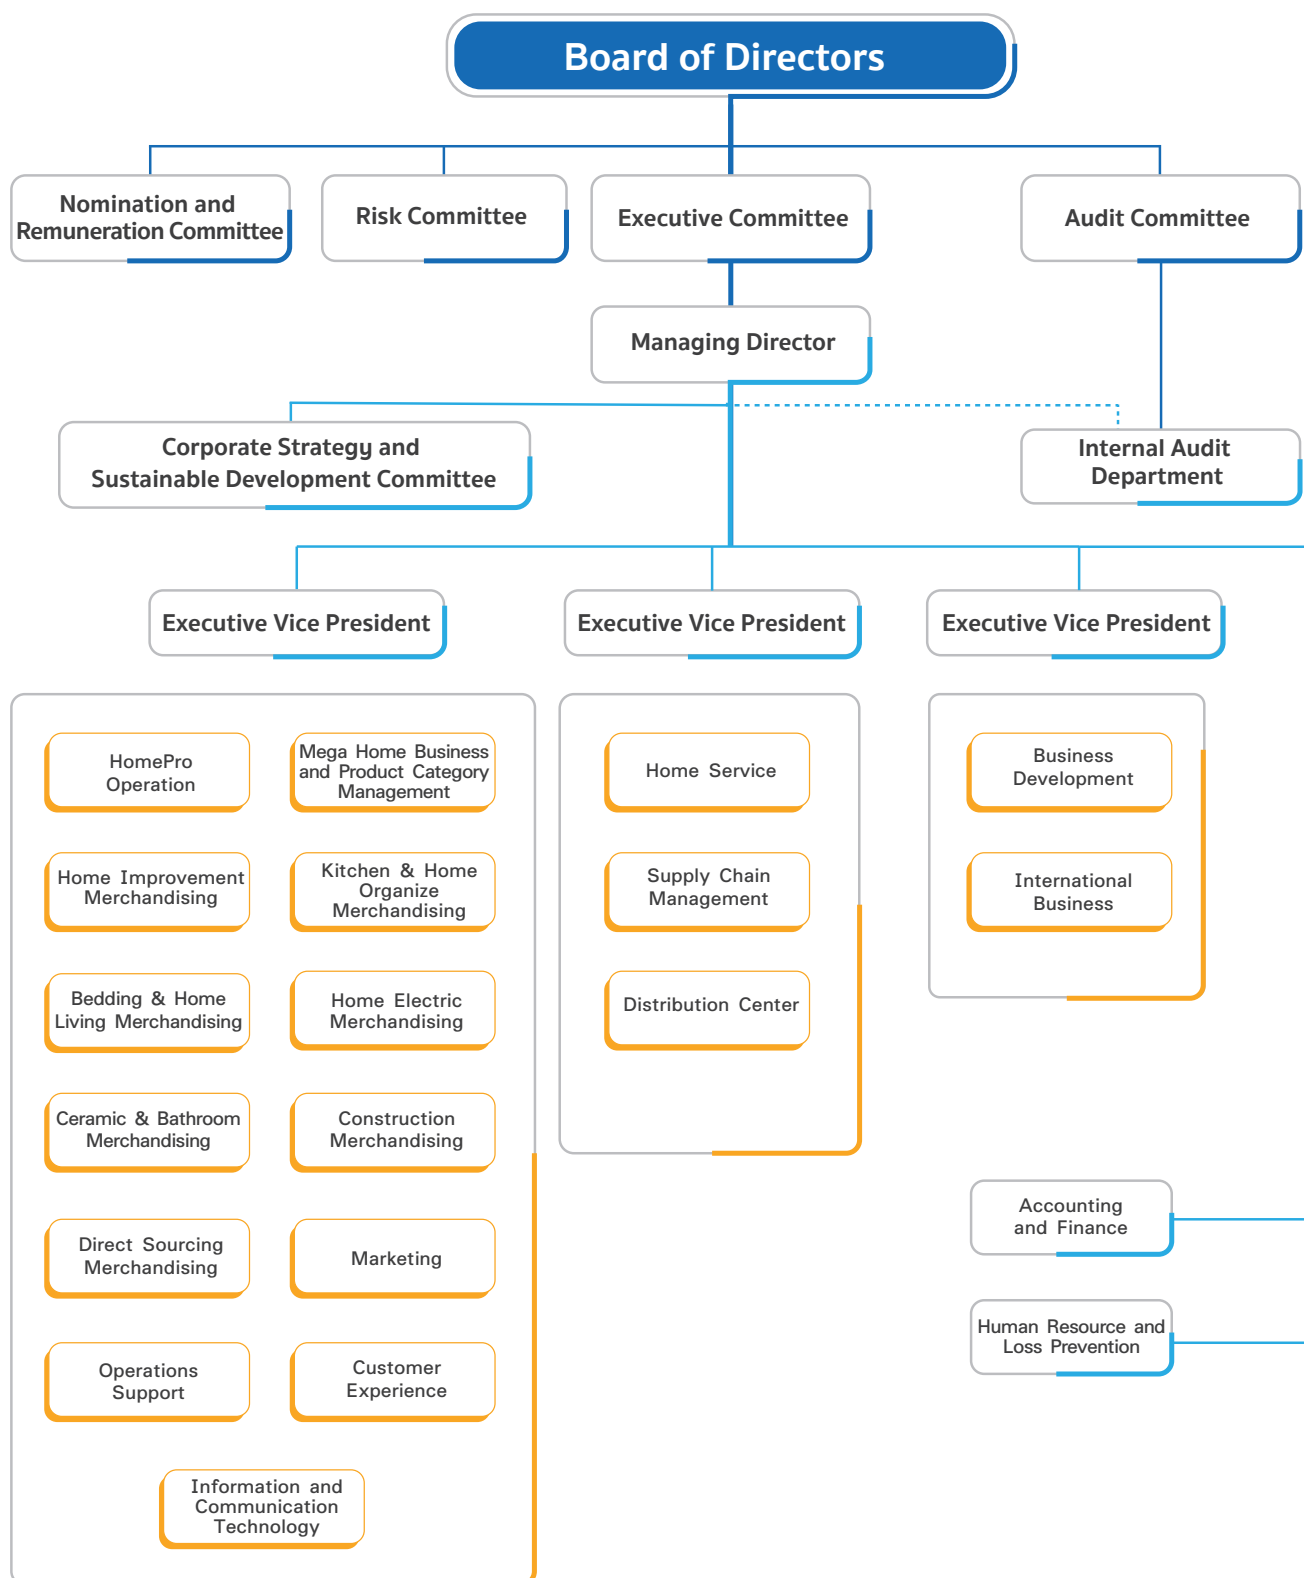 Board of Directors
Nomination and
Remuneration Committee
Risk Committee
Executive Committee
Audit Committee
Managing Director
Corporate Strategy and
Sustainable Development Committee
Internal Audit
Department
Executive Vice President
Executive Vice President
Executive Vice President
HomePro
Operation
Mega Home Business
and Product Category
Management
Home Improvement
Merchandising
Kitchen & Home
Organize
Merchandising
Bedding & Home
Living Merchandising
Home Electric
Merchandising
Ceramic & Bathroom
Merchandising
Construction
Merchandising
Direct Sourcing
Merchandising
Marketing
Operations
Support
Customer
Experience
Information and
Communication
Technology
Home Service
Supply Chain
Management
Distribution Center
Business
Development
International
Business
Accounting
and Finance
Human Resource and
Loss Prevention